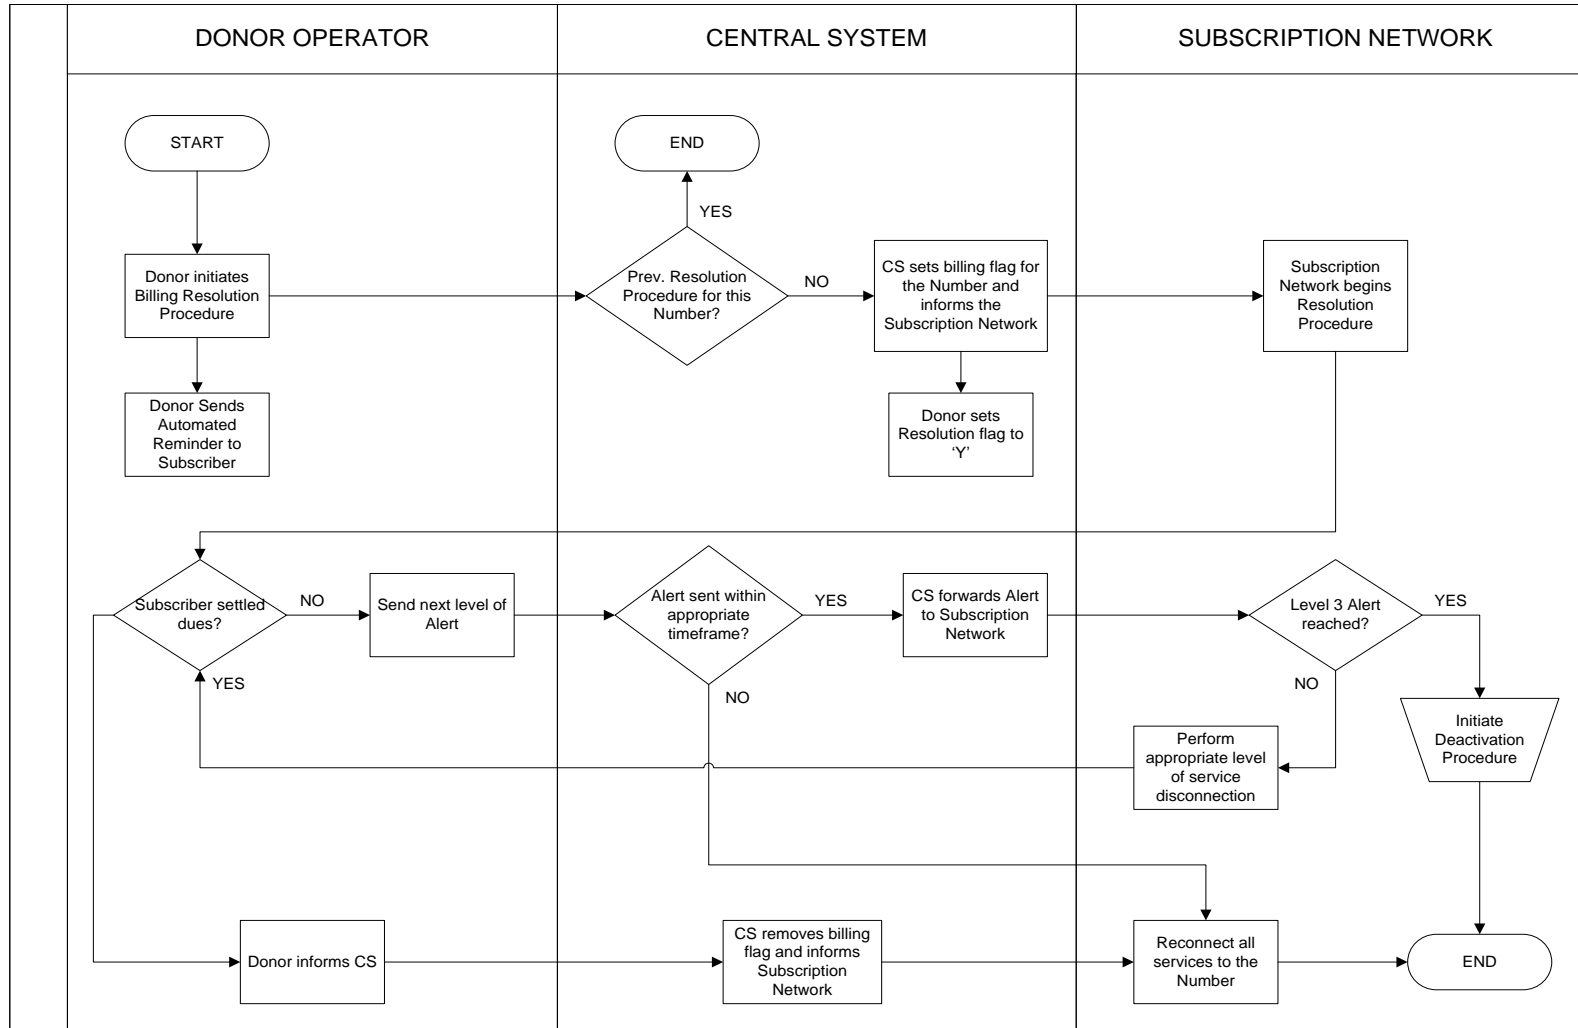 DONOR OPERATOR
CENTRAL SYSTEM
SUBSCRIPTION NETWORK
START
END
YES
Donor initiates
Billing Resolution
Procedure
Prev. Resolution
Procedure for this
Number?
NO
CS sets billing flag for
the Number and
informs the
Subscription Network
Subscription
Network begins
Resolution
Procedure
Donor Sends
Automated
Reminder to
Subscriber
Donor sets
Resolution flag to
‘Y’
Subscriber settled
dues?
NO
Send next level of
Alert
Alert sent within
appropriate
timeframe?
YES
CS forwards Alert
to Subscription
Network
Level 3 Alert
reached?
YES
YES
NO
NO
Perform
appropriate level
of service
disconnection
Initiate
Deactivation
Procedure
Donor informs CS
CS removes billing
flag and informs
Subscription
Network
Reconnect all
services to the
Number
END